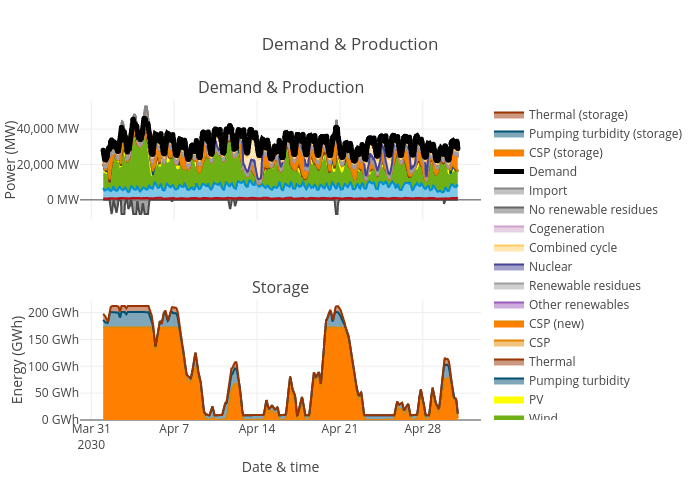 Demand & Production
Demand & Production
Power (MW)
40,000 MW
20,000 MW
0 MW
Storage
Energy (GWh)
200 GWh
150 GWh
100 GWh
50 GWh
0 GWh
Mar 31
2030
Apr 7
Apr 14
Apr 21
Apr 28
Date & time
Thermal (storage)
Pumping turbidity (storage)
CSP (storage)
Demand
Import
No renewable residues
Cogeneration
Combined cycle
Nuclear
Renewable residues
Other renewables
CSP (new)
CSP
Thermal
Pumping turbidity
PV
Wind